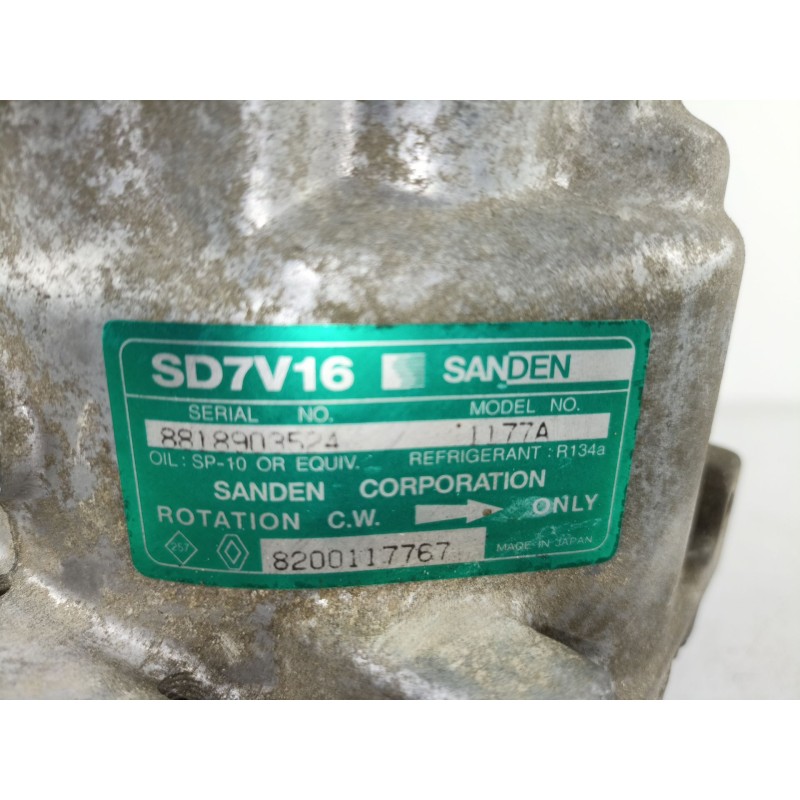 SD7V16 SANDEN
SERIAL NO. MODEL NO.
8818903524 1177A
OIL : SP-10 OR EQUIV. REFRIGERANT : R134a
SANDEN CORPORATION
ROTATION C.W. ONLY
257 8200117767 MADE IN JAPAN